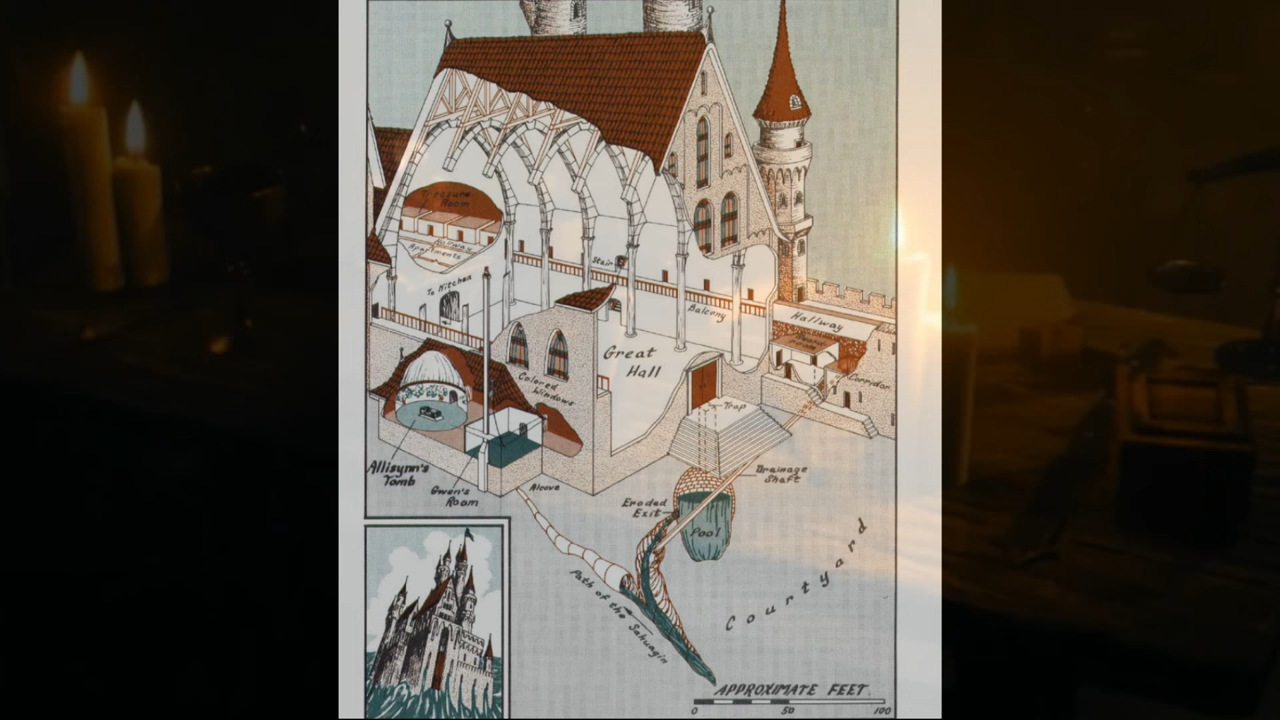 Treasure
Room
Hallway
Apartments
To Kitchen
Stair
Balcony
Hallway
Great
Hall
Corridor
Colored
Windows
Trap
Allisynn's
Tomb
Gwen's
Room
Alcove
Drainage
Shaft
Eroded
Exit
Pool
Path of the Sahuagin
Courtyard
APPROXIMATE FEET
0 50 100